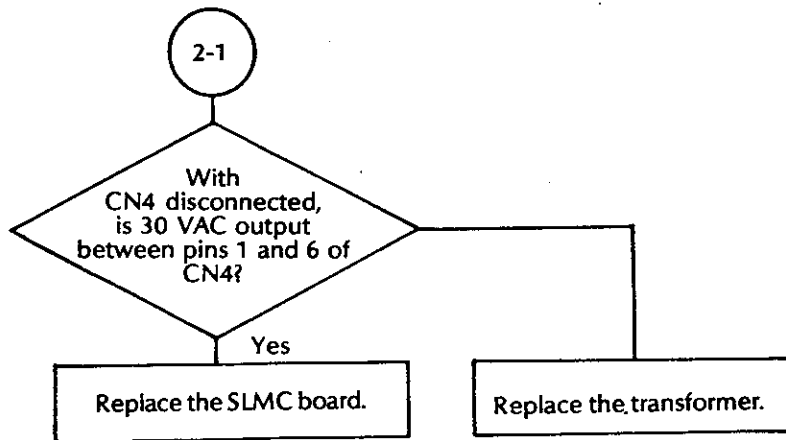 2-1
With
CN4 disconnected,
is 30 VAC output
between pins 1 and 6 of
CN4?
Yes
Replace the SLMC board.
Replace the transformer.